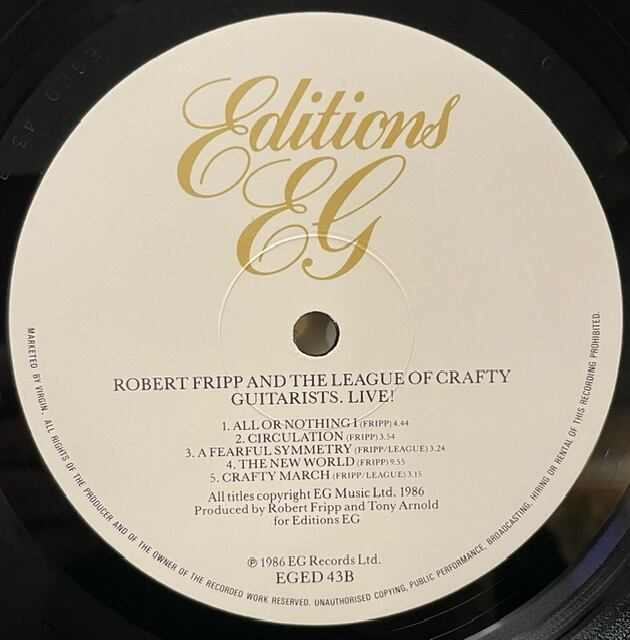 Editions
EG
ROBERT FRIPP AND THE LEAGUE OF CRAFTY
GUITARISTS. LIVE!
1. ALL OR NOTHING I (FRIPP) 4.44
2. CIRCULATION (FRIPP) 3.54
3. A FEARFUL SYMMETRY (FRIPP/LEAGUE) 3.24
4. THE NEW WORLD (FRIPP) 9.55
5. CRAFTY MARCH (FRIPP/LEAGUE) 3.15
All titles copyright EG Music Ltd, 1986
Produced by Robert Fripp and Tony Arnold
for Editions EG
℗ 1986 EG Records Ltd.
EGED 43B
MARKETED BY VIRGIN. ALL RIGHTS OF THE PRODUCER AND OF THE OWNER OF THE RECORDED WORK RESERVED. UNAUTHORISED COPYING, PUBLIC PERFORMANCE, BROADCASTING, HIRING OR RENTAL OF THIS RECORDING PROHIBITED.
EGED 43